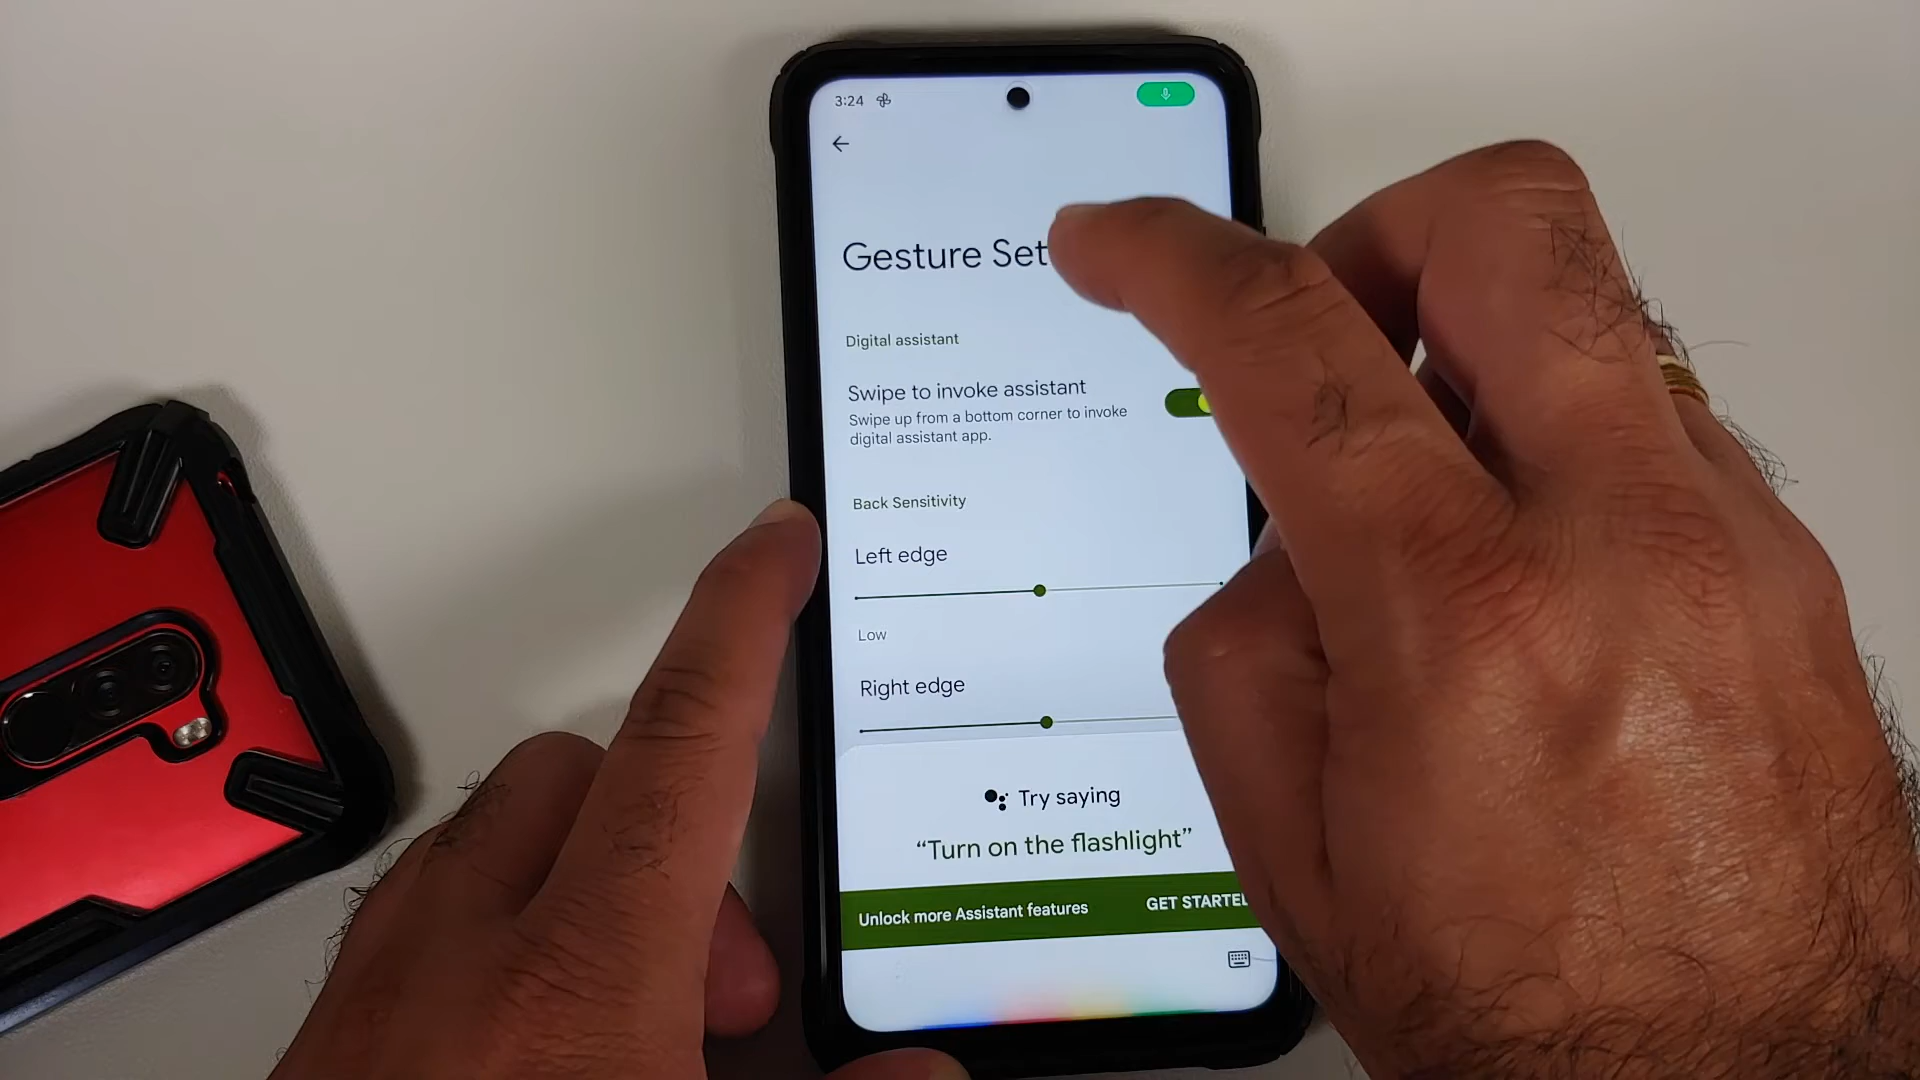 3:24
Gesture Set
Digital assistant
Swipe to invoke assistant
Swipe up from a bottom corner to invoke
digital assistant app.
Back Sensitivity
Left edge
Low
Right edge
Try saying
“Turn on the flashlight”
Unlock more Assistant features
GET STARTED